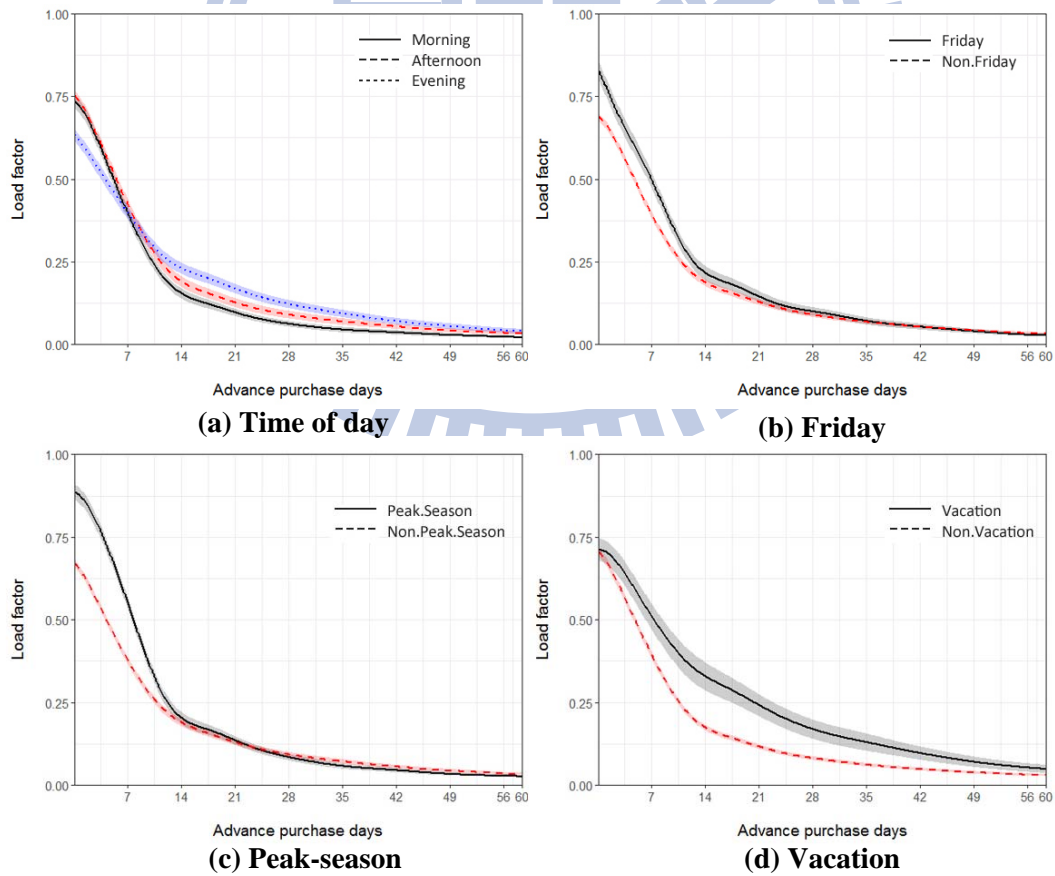 1.00
0.75
0.50
0.25
0.00
Load factor
Morning
Afternoon
Evening
7 14 21 28 35 42 49 56 60
Advance purchase days
(a) Time of day
1.00
0.75
0.50
0.25
0.00
Load factor
Friday
Non.Friday
7 14 21 28 35 42 49 56 60
Advance purchase days
(b) Friday
1.00
0.75
0.50
0.25
0.00
Load factor
Peak.Season
Non.Peak.Season
7 14 21 28 35 42 49 56 60
Advance purchase days
(c) Peak-season
1.00
0.75
0.50
0.25
0.00
Load factor
Vacation
Non.Vacation
7 14 21 28 35 42 49 56 60
Advance purchase days
(d) Vacation